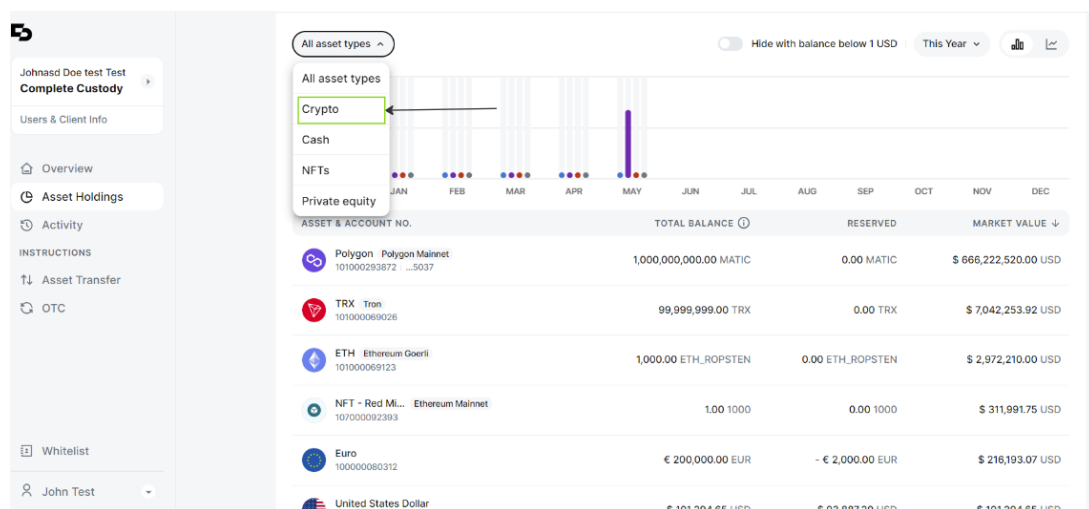 Johnasd Doe test Test
Complete Custody
Users & Client Info
Overview
Asset Holdings
Activity
INSTRUCTIONS
Asset Transfer
OTC
Whitelist
John Test
All asset types
Hide with balance below 1 USD
This Year
All asset types
Crypto
Cash
NFTs
Private equity
JAN FEB MAR APR MAY JUN JUL AUG SEP OCT NOV DEC
ASSET & ACCOUNT NO. TOTAL BALANCE RESERVED MARKET VALUE
Polygon Polygon Mainnet
101000293872 ...5037
1,000,000,000.00 MATIC 0.00 MATIC $ 666,222,520.00 USD
TRX Tron
101000069026
99,999,999.00 TRX 0.00 TRX $ 7,042,253.92 USD
ETH Ethereum Goerli
101000069123
1,000.00 ETH_ROPSTEN 0.00 ETH_ROPSTEN $ 2,972,210.00 USD
NFT - Red Mi... Ethereum Mainnet
107000092393
1.00 1000 0.00 1000 $ 311,991.75 USD
Euro
100000080312
€ 200,000.00 EUR - € 2,000.00 EUR $ 216,193.07 USD
United States Dollar